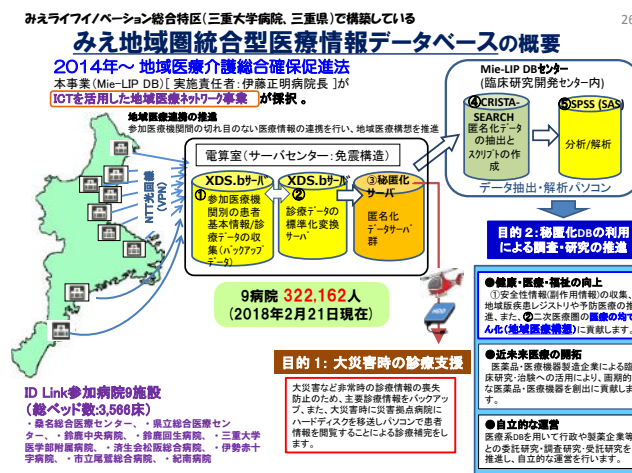 みえライフイノベーション総合特区(三重大学病院、三重県)で構築している
26
みえ地域圏統合型医療情報データベースの概要
2014年~ 地域医療介護総合確保促進法
本事業(Mie-LIP DB)[ 実施責任者:伊藤正明病院長 ]が
ICTを活用した地域医療ネットワーク事業 が採択 。
地域医療連携の推進
参加医療機関間の切れ目のない医療情報の連携を行い、地域医療構想を推進
NTT光回線
(VPN)
電算室(サーバセンター:免震構造)
XDS.bサーバ
①
参加医療機
関別の患者
基本情報/診
療データの収
集(バックアップ
データ)
XDS.bサーバ
②
診療データの
標準化変換
サーバ
③秘匿化
サーバ
匿名化
データサーバ
群
Mie-LIP DBセンター
(臨床研究開発センター内)
④CRISTA-
SEARCH
匿名化データ
の抽出と
スクリプトの作
成
⑤SPSS (SAS)
分析/解析
データ抽出・解析パソコン
9病院 322,162人
(2018年2月21日現在)
HDD
目的1:大災害時の診療支援
大災害など非常時の診療情報の喪失
防止のため、主要診療情報をバックアッ
プ、また、大災害時に災害拠点病院に
ハードディスクを移送しパソコンで患者
情報を閲覧することによる診療補完をし
ます。
目的2:秘匿化DBの利用
による調査・研究の推進
●健康・医療・福祉の向上
①安全性情報(副作用情報)の収集、
地域版疾患レジストリや予防医療の推
進、また、②二次医療圏の医療の均て
ん化(地域医療構想)に貢献します。
●近未来医療の開拓
医薬品・医療機器製造企業による臨
床研究・治験への活用により、画期的
な医薬品・医療機器を創出に貢献しま
す。
●自立的な運営
医療系DBを用いて行政や製薬企業等
との委託研究・調査研究・受託研究を
推進し、自立的な運営を行います。
ID Link参加病院9施設
(総ベッド数:3,566床)
・桑名総合医療センター、・県立総合医療セン
ター、・鈴鹿中央病院、・鈴鹿回生病院、・三重大学
医学部附属病院、・済生会松阪総合病院、・伊勢赤十
字病院、・市立尾鷲総合病院、・紀南病院